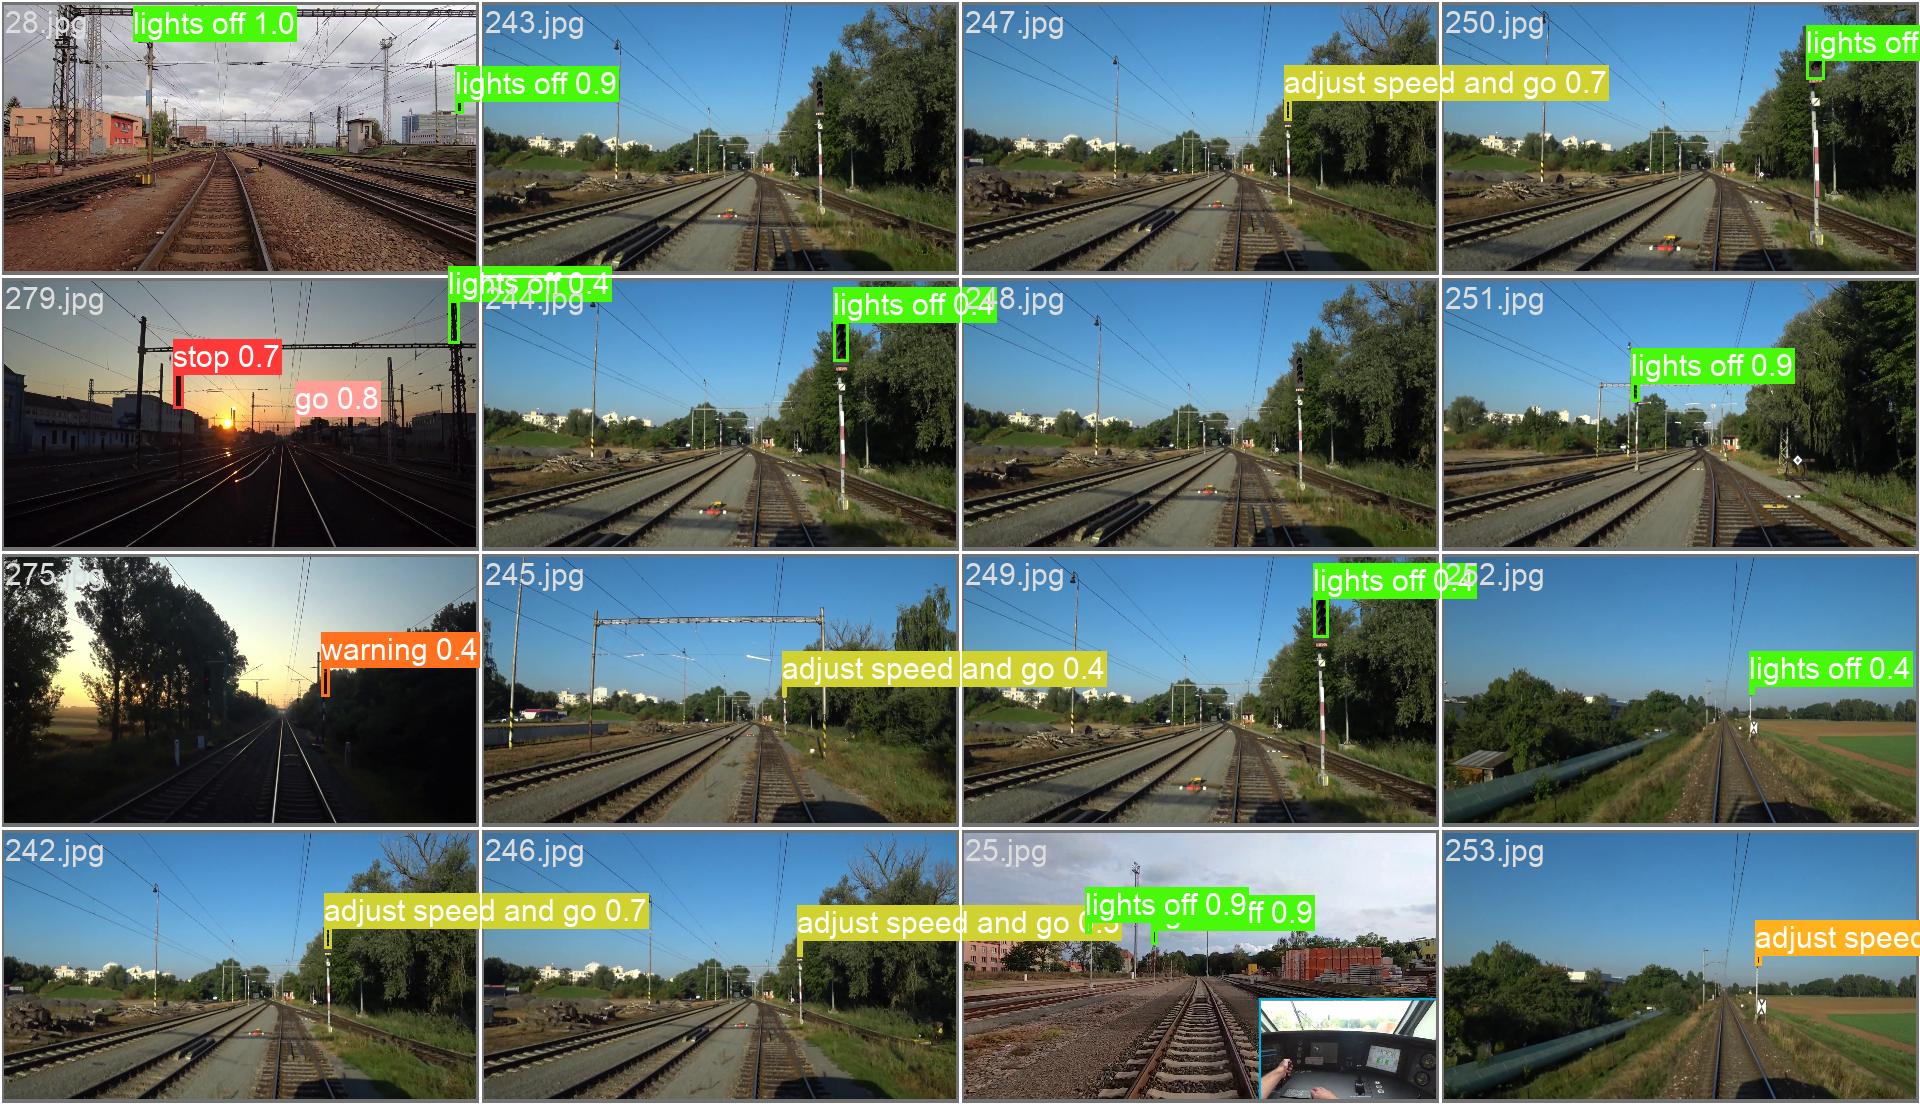 28.jpg
lights off 1.0
lights off 0.9
243.jpg
247.jpg
adjust speed and go 0.7
250.jpg
lights off
279.jpg
stop 0.7
go 0.8
lights off 0.4
244.jpg
lights off 0.4
248.jpg
251.jpg
lights off 0.9
275.jpg
warning 0.4
245.jpg
adjust speed and go 0.4
249.jpg
lights off 0.4
252.jpg
lights off 0.4
242.jpg
adjust speed and go 0.7
246.jpg
adjust speed and go
25.jpg
lights off 0.9
ff 0.9
253.jpg
adjust speed